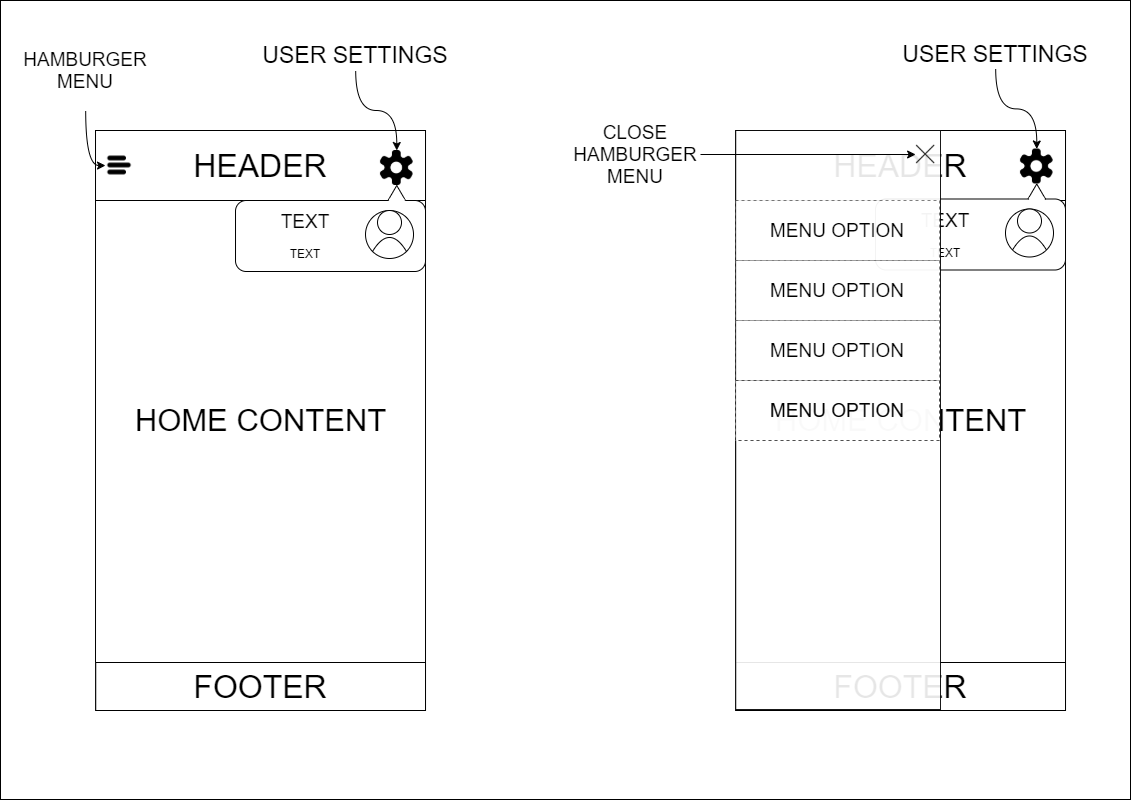 HAMBURGER
MENU
USER SETTINGS
HEADER
TEXT
TEXT
HOME CONTENT
FOOTER
USER SETTINGS
CLOSE
HAMBURGER
MENU
HEADER
MENU OPTION
TEXT
TEXT
MENU OPTION
MENU OPTION
MENU OPTION
HOME CONTENT
FOOTER